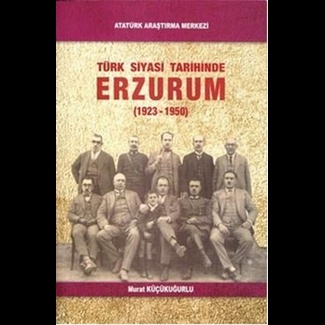 ATATÜRK ARAŞTIRMA MERKEZİ
TÜRK SİYASİ TARİHİNDE
ERZURUM
(1923-1950)
Murat KÜÇÜKUĞURLU